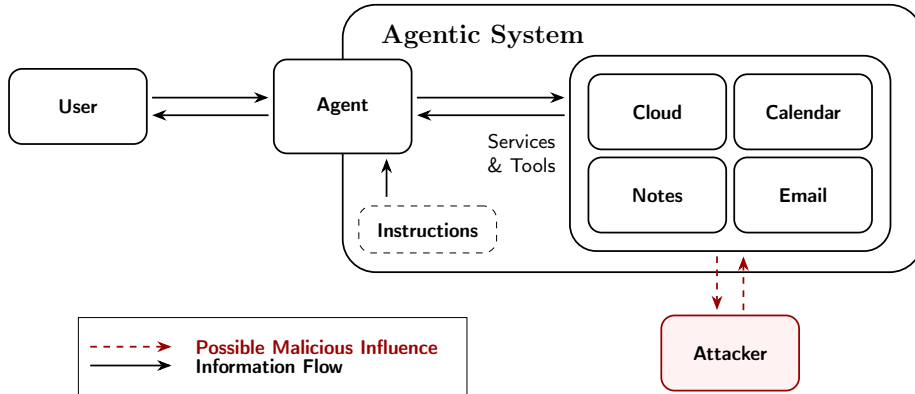 Agentic System
User
Agent
Cloud
Calendar
Services
& Tools
Notes
Email
Instructions
Possible Malicious Influence
Information Flow
Attacker